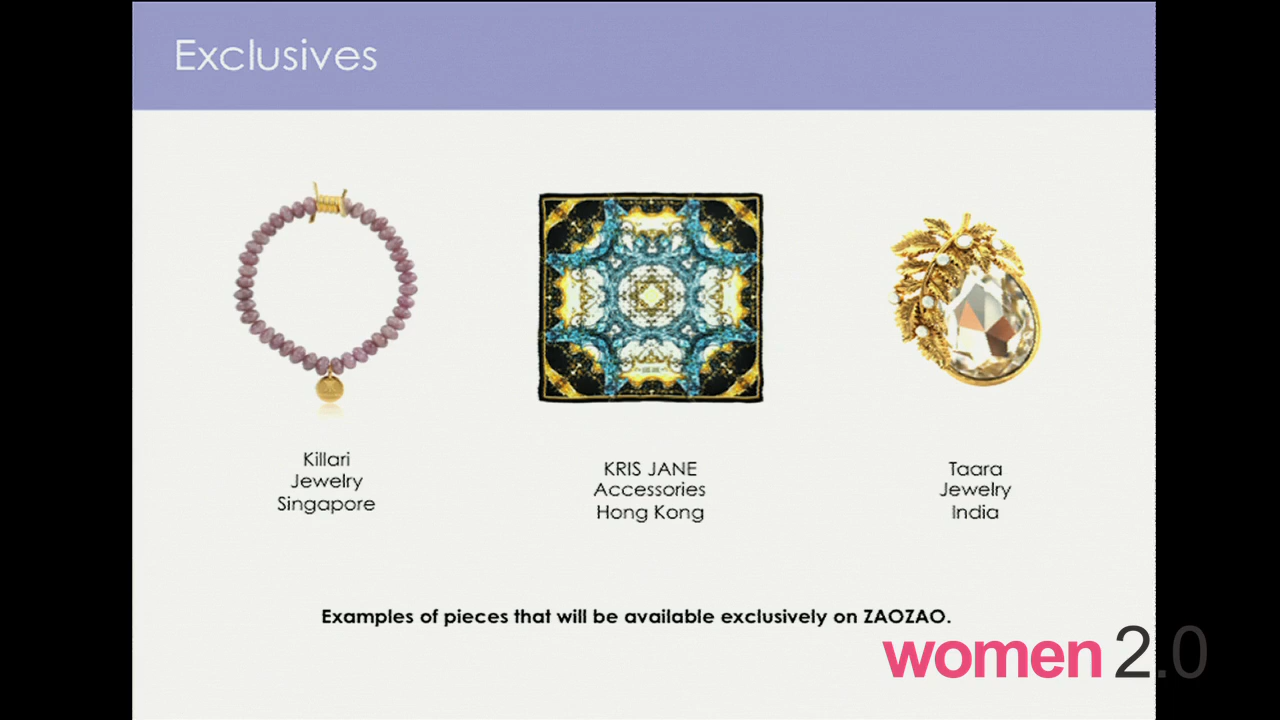 Exclusives
Killari
Jewelry
Singapore
KRIS JANE
Accessories
Hong Kong
Taara
Jewelry
India
Examples of pieces that will be available exclusively on ZAOZAO.
women 2.0